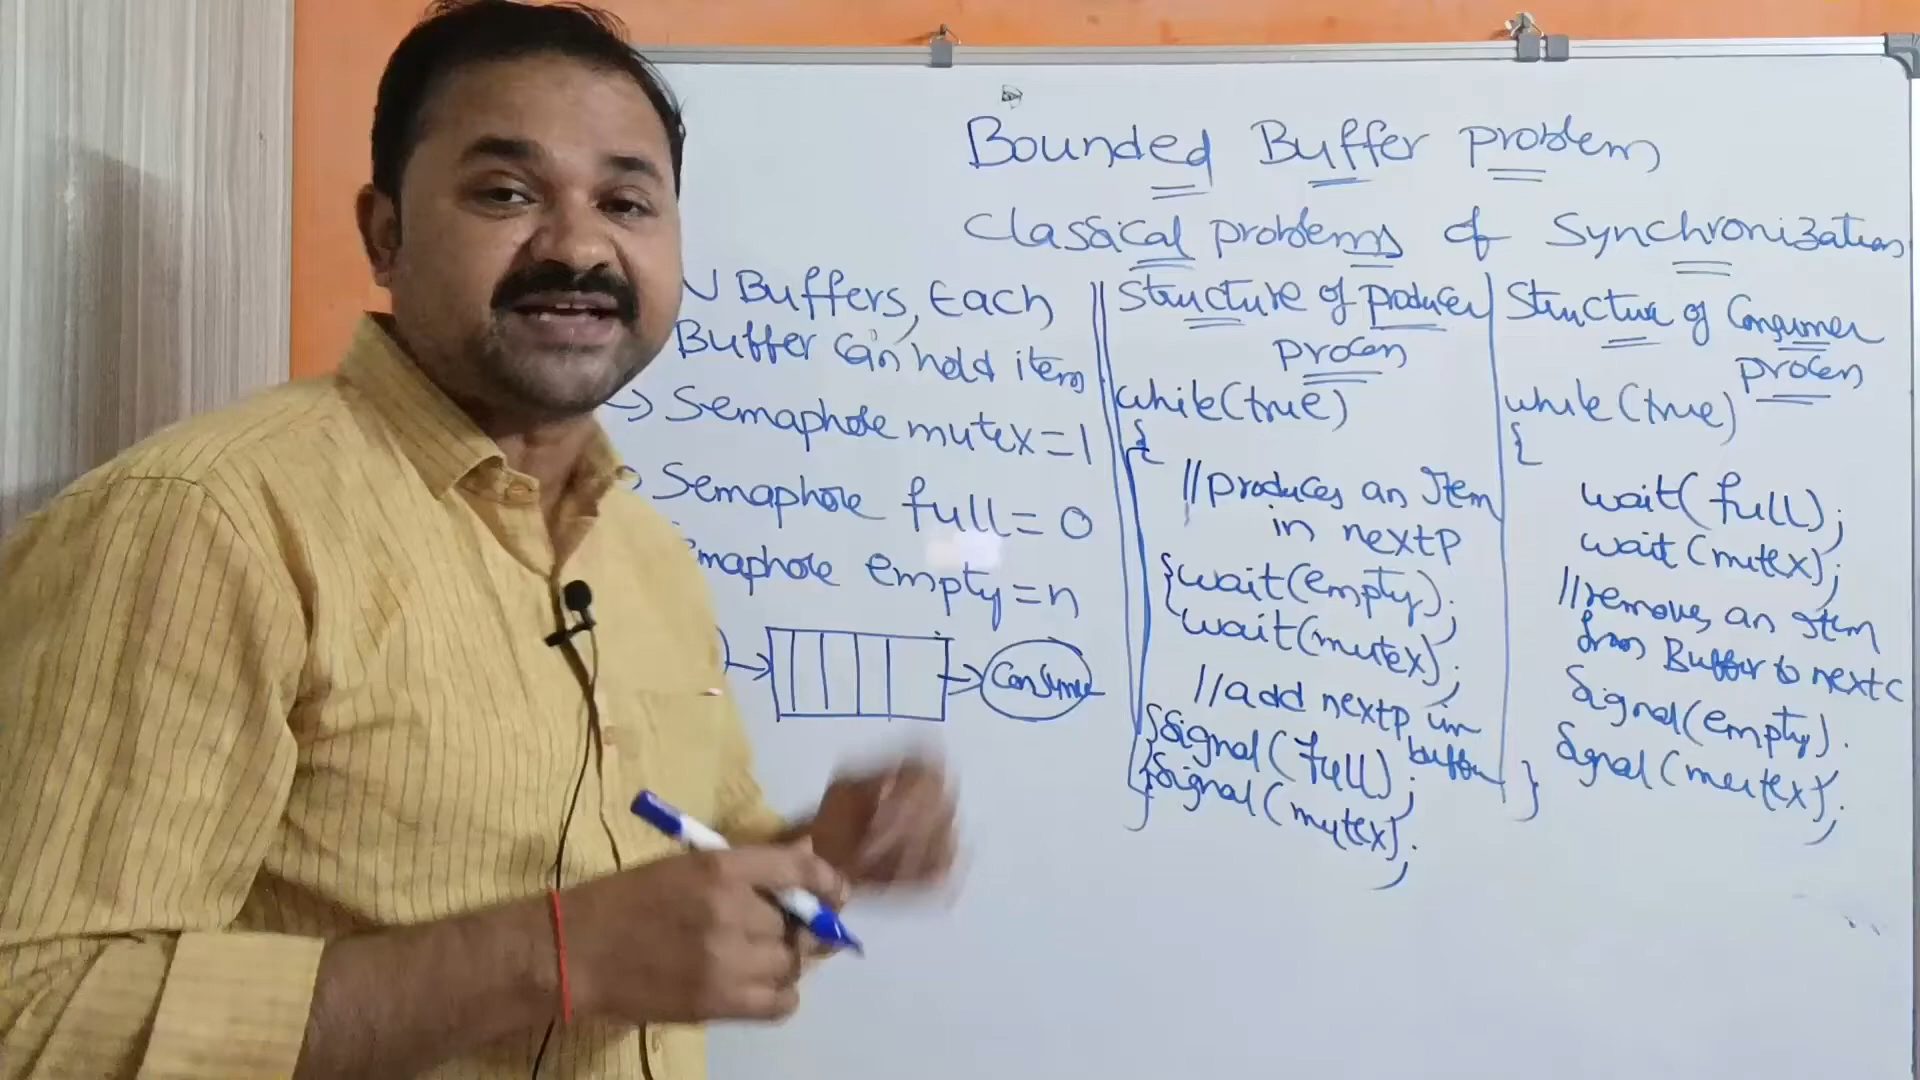 Bounded Buffer problem
Classical problems of Synchronization
N Buffers, Each
Buffer can hold item
→ Semaphore mutex=1
Semaphore full=0
maphore empty=n
Consume
Structure of producer
process
while(true)
{
//produces an Item
in nextp
{wait(empty);
wait(mutex);
//add nextp in
buffer
}signal(full);
}signal(mutex);
}
Structure of Consumer
process
while(true)
{
wait(full);
wait(mutex);
//remove an item
from Buffer to nextc
Signal(empty).
Signal(mutex);
}